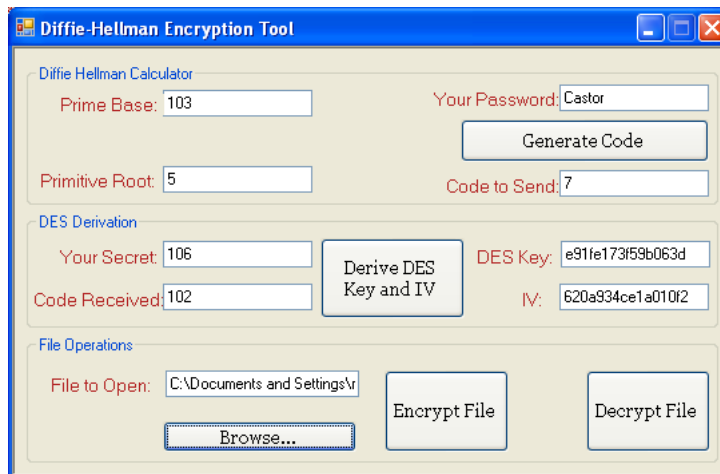 Diffie-Hellman Encryption Tool
Diffie Hellman Calculator
Prime Base: 103
Your Password: Castor
Generate Code
Primitive Root: 5
Code to Send: 7
DES Derivation
Your Secret: 106
Code Received: 102
Derive DES
Key and IV
DES Key: e91fe173f59b063d
IV: 620a934ce1a010f2
File Operations
File to Open: C:\Documents and Settings\r
Browse...
Encrypt File
Decrypt File